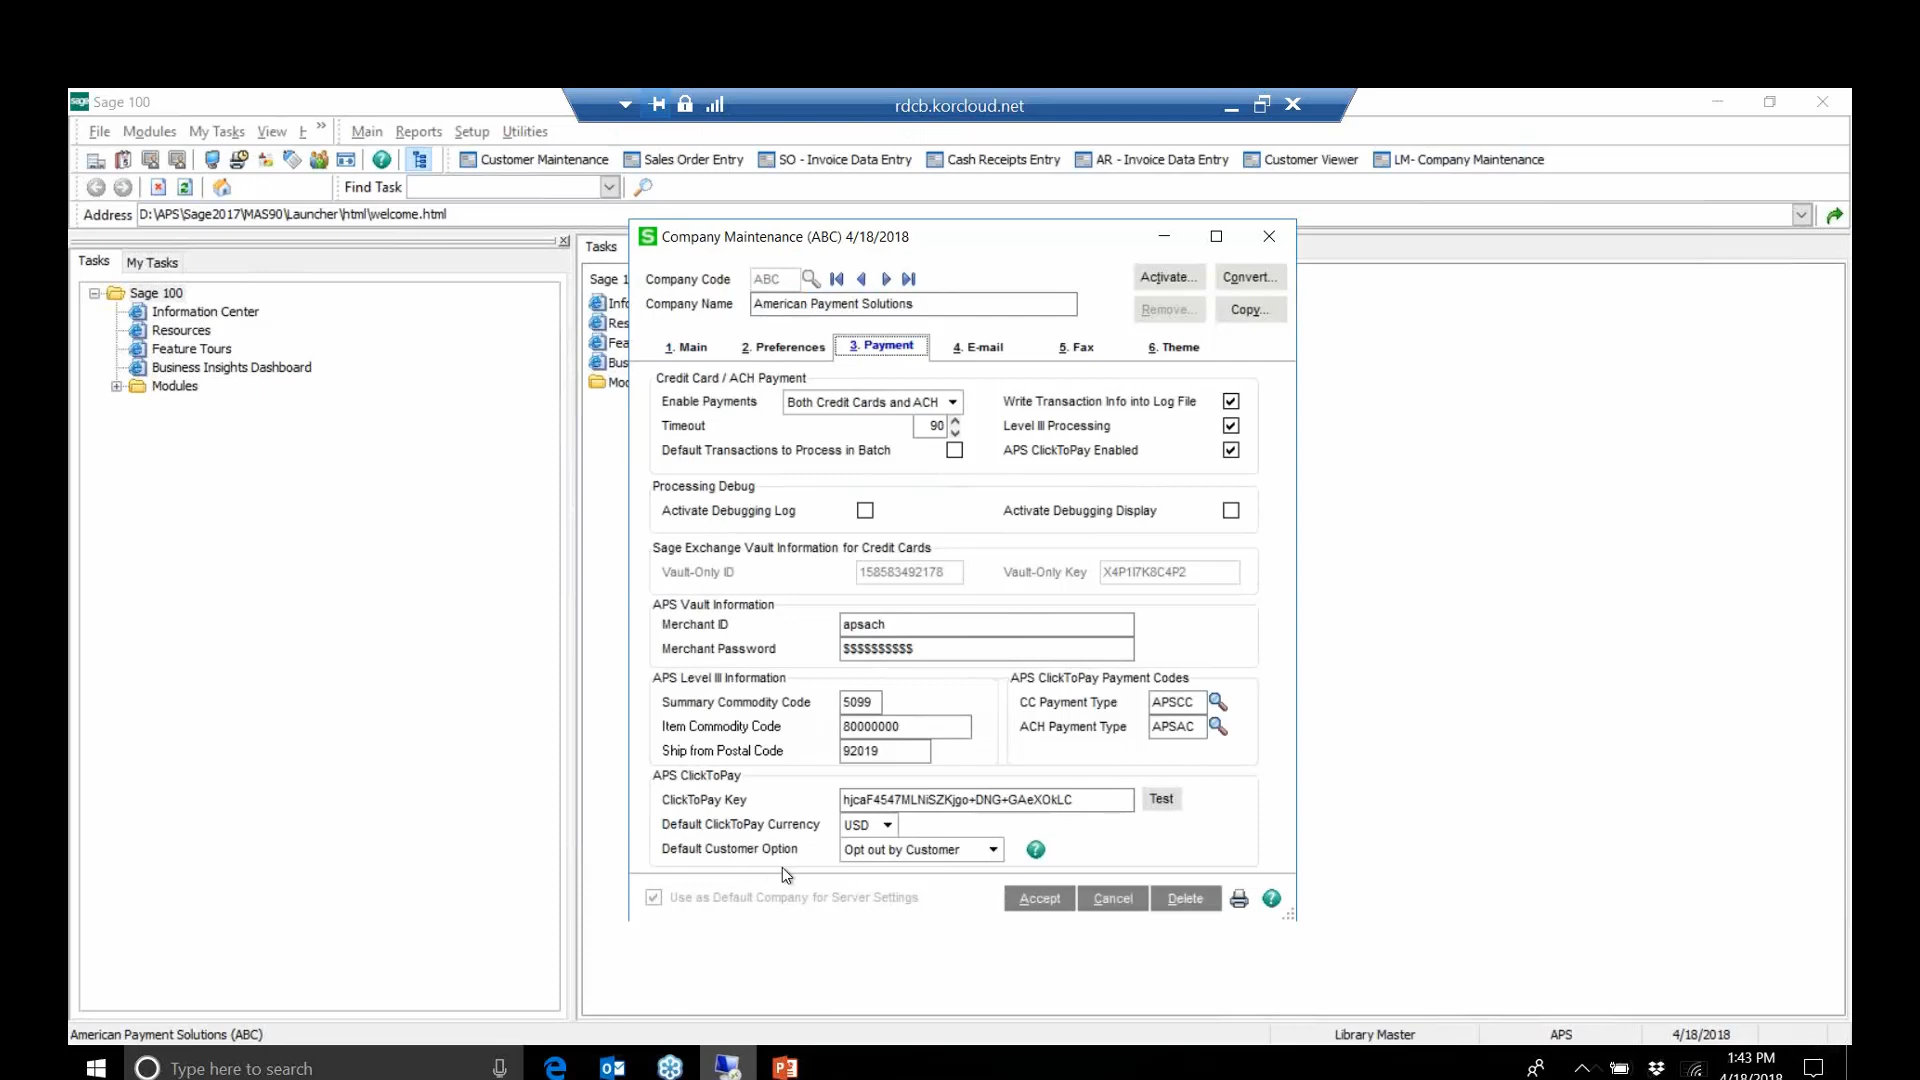 Sage 100
rdcb.korcloud.net
File Modules My Tasks View Main Reports Setup Utilities
Customer Maintenance Sales Order Entry SO - Invoice Data Entry Cash Receipts Entry AR - Invoice Data Entry Customer Viewer LM- Company Maintenance
Find Task
Address D:\APS\Sage2017\MAS90\Launcher\html\welcome.html
Tasks My Tasks
Sage 100
Information Center
Resources
Feature Tours
Business Insights Dashboard
Modules
Tasks
Sage 1
Info
Res
Fea
Bus
Mod
Company Maintenance (ABC) 4/18/2018
Company Code ABC Activate... Convert...
Company Name American Payment Solutions Remove... Copy...
1. Main 2. Preferences 3. Payment 4. E-mail 5. Fax 6. Theme
Credit Card / ACH Payment
Enable Payments Both Credit Cards and ACH Write Transaction Info into Log File
Timeout 90 Level III Processing
Default Transactions to Process in Batch APS ClickToPay Enabled
Processing Debug
Activate Debugging Log Activate Debugging Display
Sage Exchange Vault Information for Credit Cards
Vault-Only ID 158583492178 Vault-Only Key X4P1I7K8C4P2
APS Vault Information
Merchant ID apsach
Merchant Password $$$$$$$$$$
APS Level III Information APS ClickToPay Payment Codes
Summary Commodity Code 5099 CC Payment Type APSCC
Item Commodity Code 80000000 ACH Payment Type APSAC
Ship from Postal Code 92019
APS ClickToPay
ClickToPay Key hjcaF4547MLNiSZKjgo+DNG+GAeXOkLC Test
Default ClickToPay Currency USD
Default Customer Option Opt out by Customer
Use as Default Company for Server Settings Accept Cancel Delete
American Payment Solutions (ABC) Library Master APS 4/18/2018
Type here to search
1:43 PM
4/18/2018